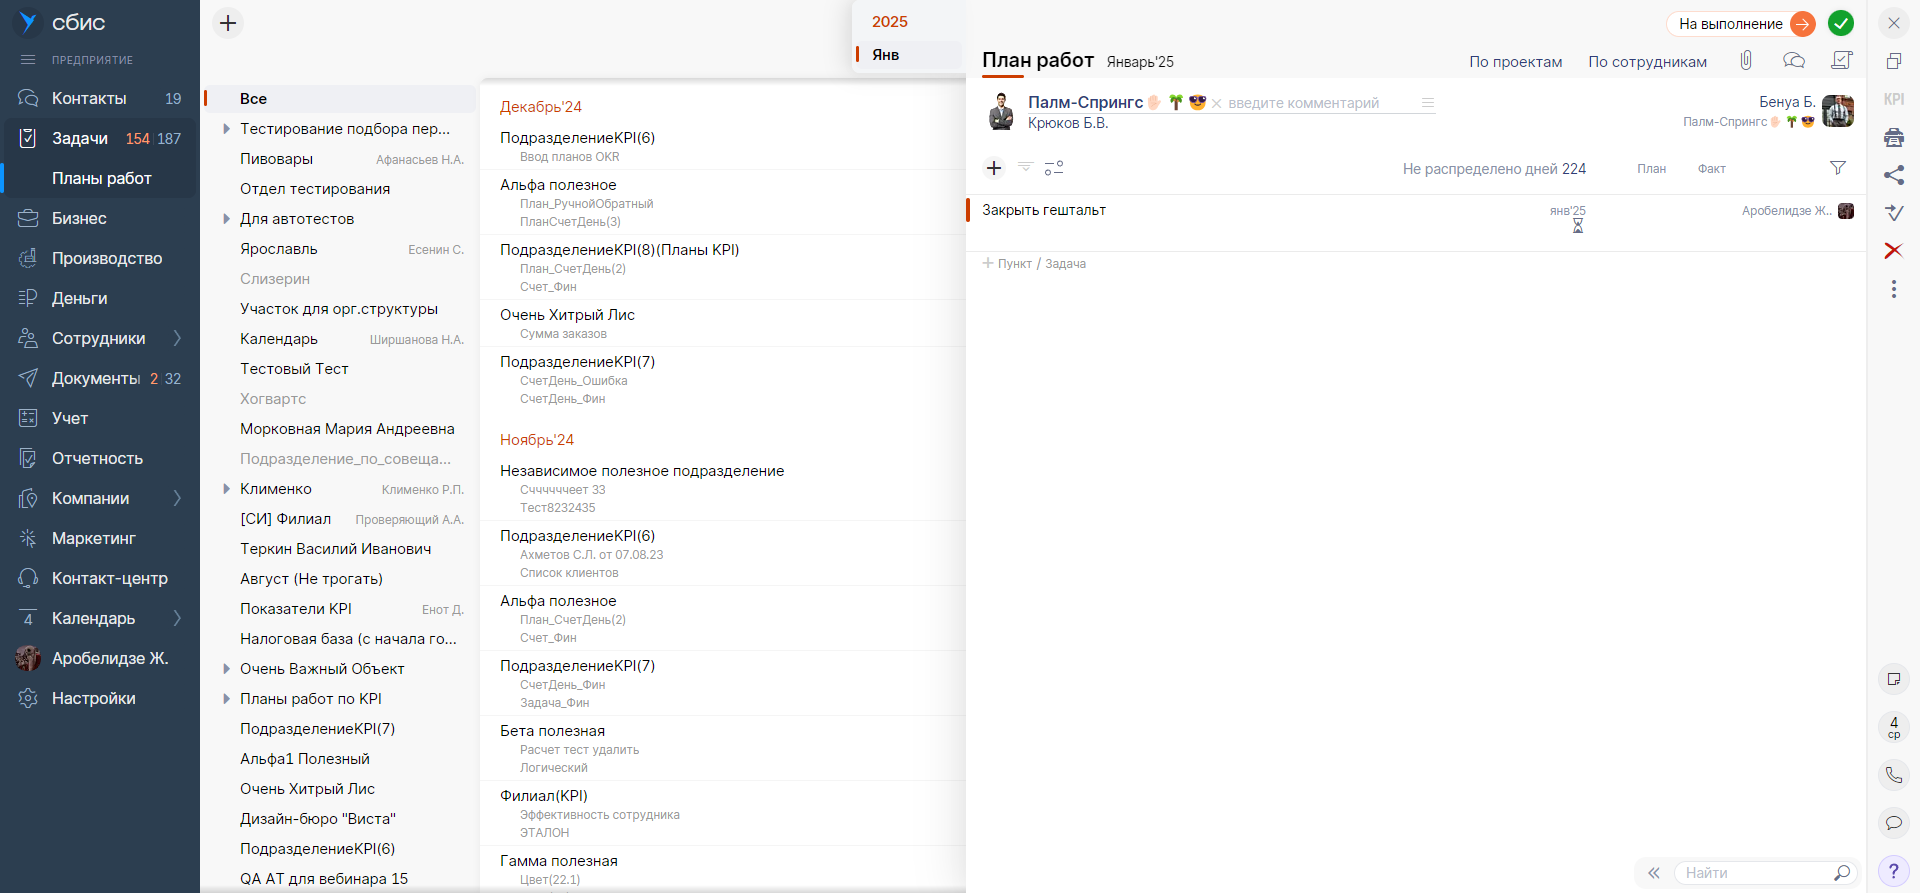 сбис
ПРЕДПРИЯТИЕ
Контакты 19
Задачи 154 187
Планы работ
Бизнес
Производство
Деньги
Сотрудники
Документы 2 32
Учет
Отчетность
Компании
Маркетинг
Контакт-центр
4 Календарь
Аробелидзе Ж.
Настройки
Все
Тестирование подбора пер...
Пивовары Афанасьев Н.А.
Отдел тестирования
Для автотестов
Ярославль Есенин С.
Слизерин
Участок для орг.структуры
Календарь Ширшанова Н.А.
Тестовый Тест
Хогвартс
Морковная Мария Андреевна
Подразделение_по_совеща...
Клименко Клименко Р.П.
[СИ] Филиал Проверяющий А.А.
Теркин Василий Иванович
Август (Не трогать)
Показатели KPI Енот Д.
Налоговая база (с начала го...
Очень Важный Объект
Планы работ по KPI
ПодразделениеKPI(7)
Альфа1 Полезный
Очень Хитрый Лис
Дизайн-бюро "Виста"
ПодразделениеKPI(6)
QA АТ для вебинара 15
2025
Янв
Декабрь'24
ПодразделениеKPI(6)
Ввод планов OKR
Альфа полезное
План_РучнойОбратный
ПланСчетДень(3)
ПодразделениеKPI(8)(Планы KPI)
План_СчетДень(2)
Счет_Фин
Очень Хитрый Лис
Сумма заказов
ПодразделениеKPI(7)
СчетДень_Ошибка
СчетДень_Фин
Ноябрь'24
Независимое полезное подразделение
Сччччччеет 33
Тест8232435
ПодразделениеKPI(6)
Ахметов С.Л. от 07.08.23
Список клиентов
Альфа полезное
План_СчетДень(2)
Счет_Фин
ПодразделениеKPI(7)
СчетДень_Фин
Задача_Фин
Бета полезная
Расчет тест удалить
Логический
Филиал(KPI)
Эффективность сотрудника
ЭТАЛОН
Гамма полезная
Цвет(22.1)
На выполнение
План работ Январь'25
По проектам По сотрудникам
Палм-Спрингс✋🏻🌴😎 введите комментарий
Крюков Б.В.
Бенуа Б.
Палм-Спрингс✋🏻🌴😎
Не распределено дней 224 План Факт
Закрыть гештальт янв'25 Аробелидзе Ж..
Пункт / Задача
Найти
KPI
4
ср
?